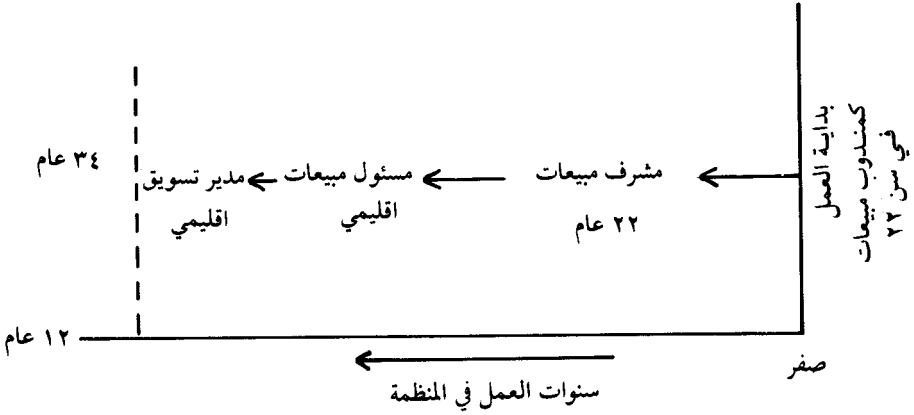 بداية العمل
كمندوب مبيعات
في سن ٢٢
مشرف مبيعات
٢٢ عام
مسئول مبيعات
اقليمي
مدير تسويق
اقليمي
٣٤ عام
صفر
١٢ عام
سنوات العمل في المنظمة